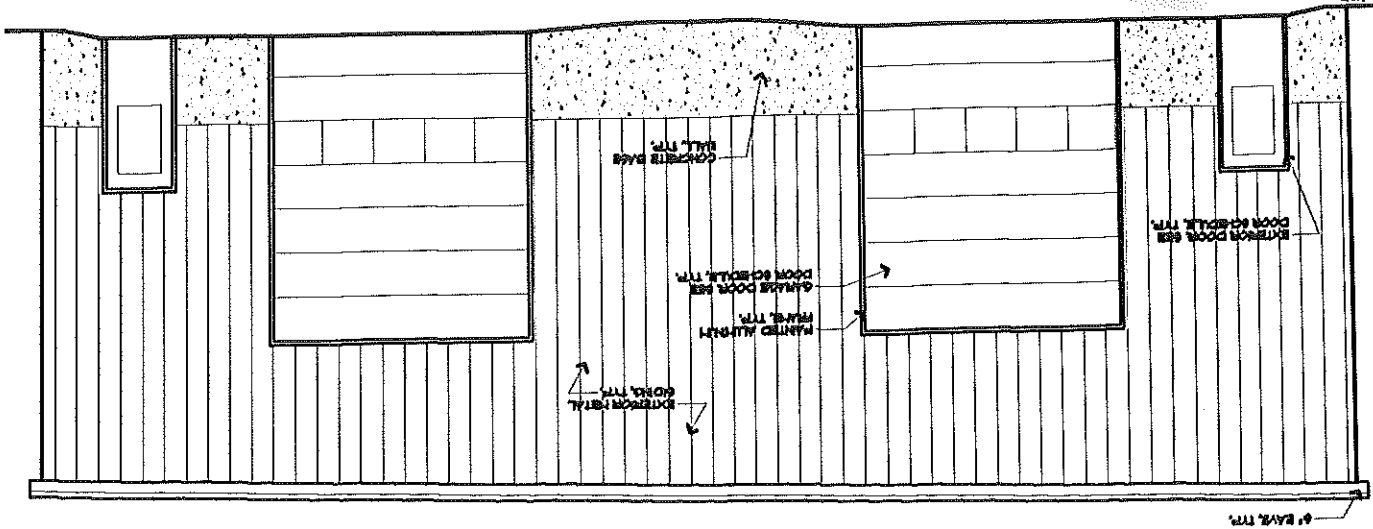 6" EAVE, TYP.
EXTERIOR METAL
SIDING, TYP.
PAINTED ALUMINUM
FRAME, TYP.
GARAGE DOOR SEE
DOOR SCHEDULE, TYP.
EXTERIOR DOOR SEE
DOOR SCHEDULE, TYP.
CONCRETE BASE
WALL, TYP.